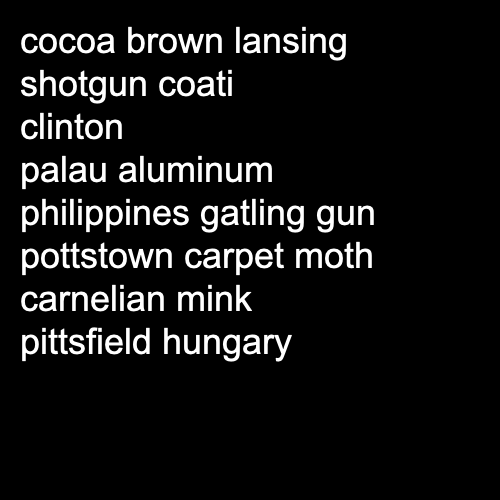 cocoa brown lansing
shotgun coati
clinton
palau aluminum
philippines gatling gun
pottstown carpet moth
carnelian mink
pittsfield hungary